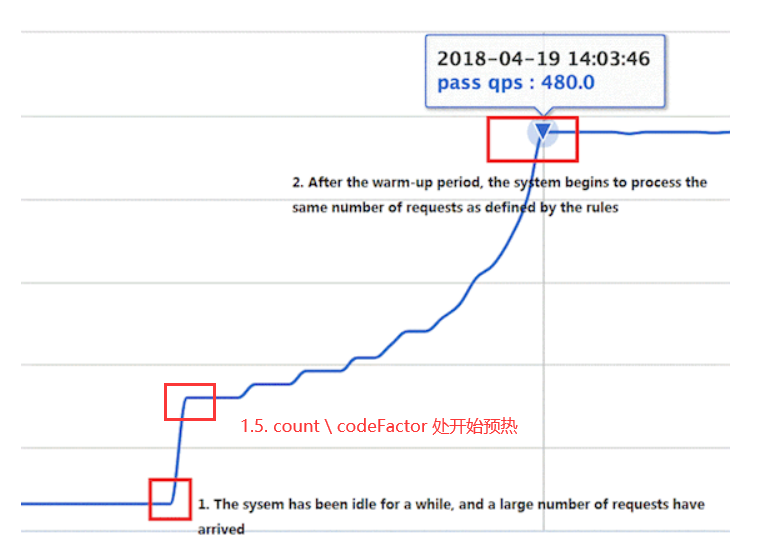 2018-04-19 14:03:46
pass qps : 480.0
2. After the warm-up period, the system begins to process the
same number of requests as defined by the rules
1.5. count \ codeFactor 处开始预热
1. The sysem has been idle for a while, and a large number of requests have
arrived